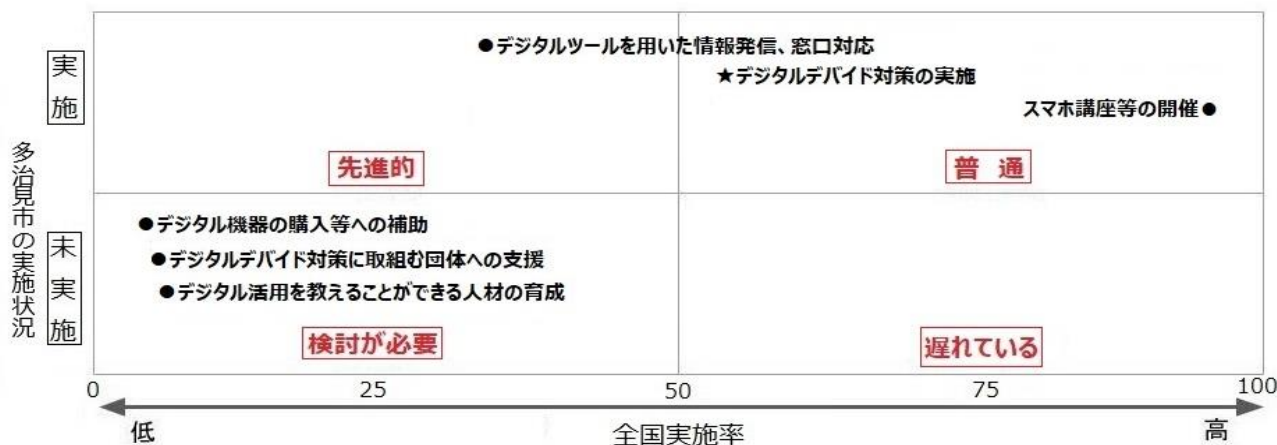 多治見市の実施状況
実施
●デジタルツールを用いた情報発信、窓口対応
★デジタルデバイド対策の実施
スマホ講座等の開催●
先進的
普通
未実施
●デジタル機器の購入等への補助
●デジタルデバイド対策に取組む団体への支援
●デジタル活用を教えることができる人材の育成
検討が必要
遅れている
0 25 50 75 100
低 全国実施率 高